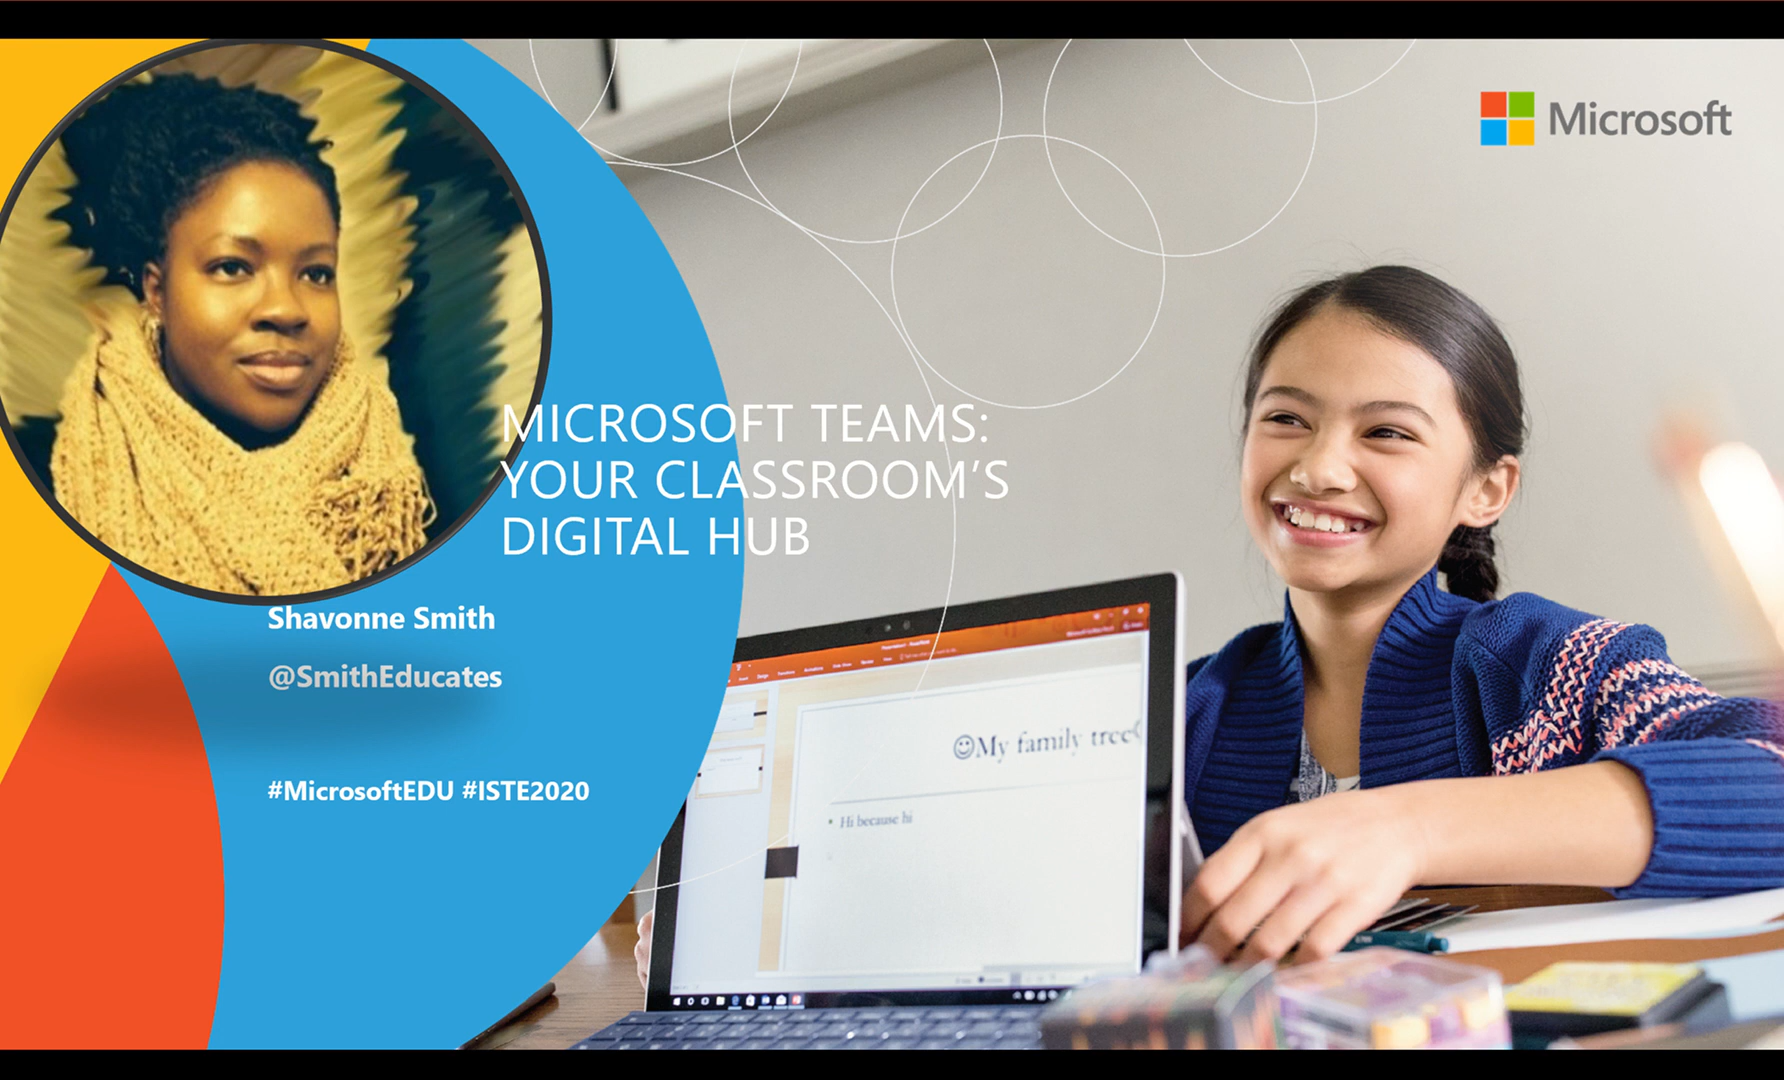 Microsoft
MICROSOFT TEAMS:
YOUR CLASSROOM'S
DIGITAL HUB
Shavonne Smith
@SmithEducates
#MicrosoftEDU #ISTE2020
☺My family tree
• Hi because hi